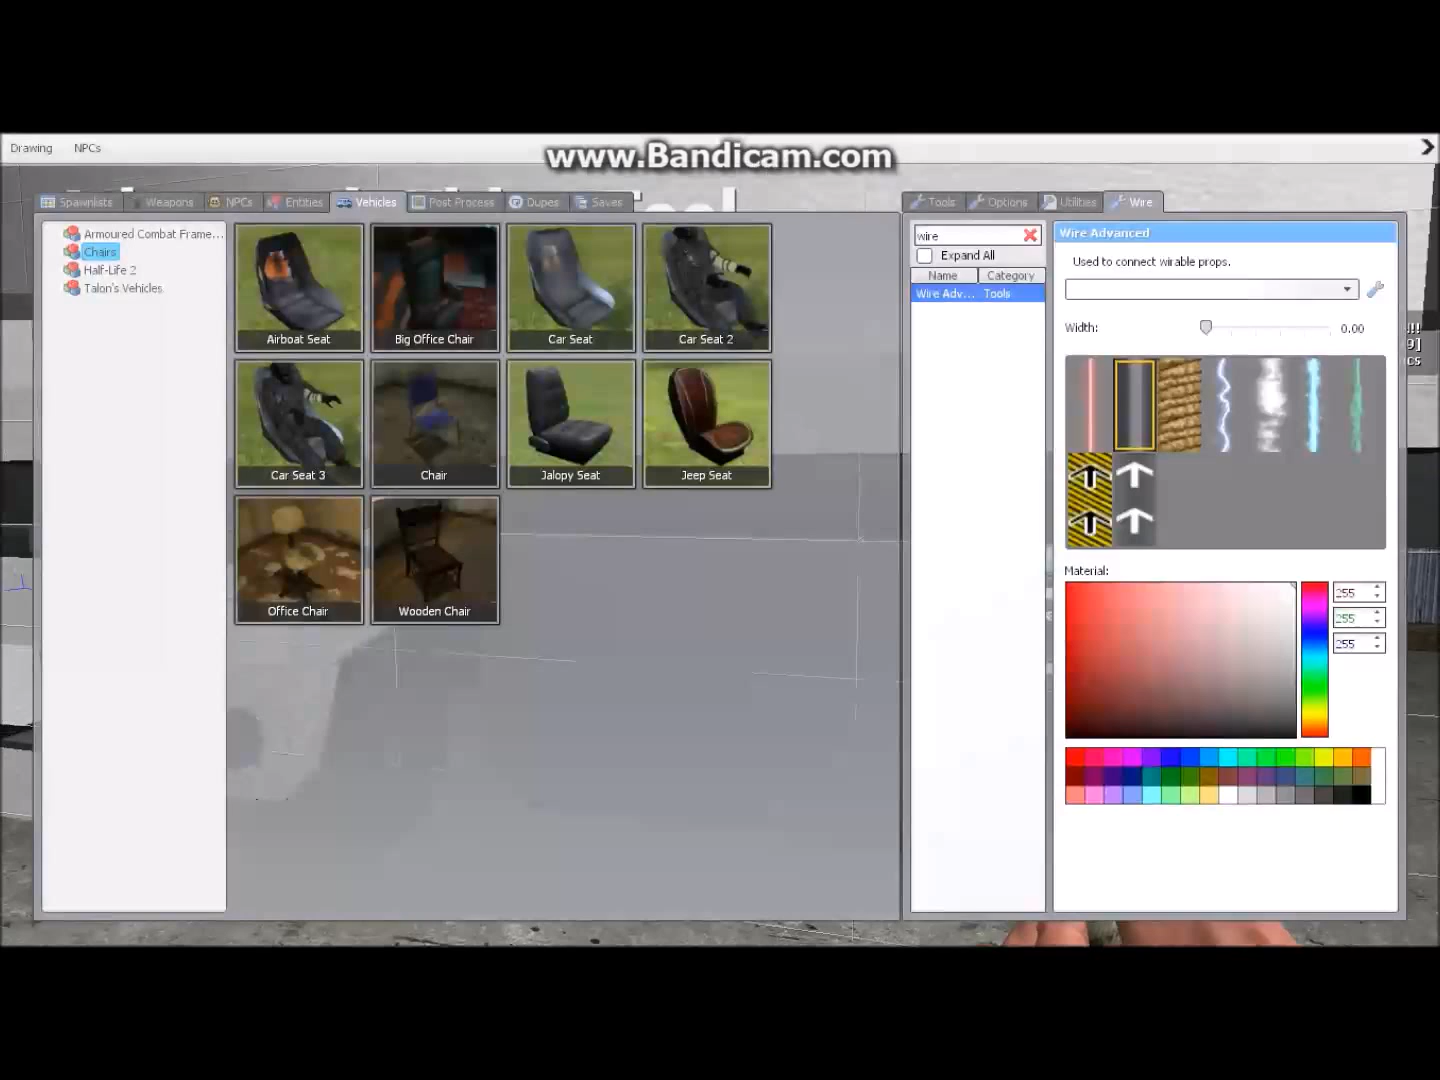 www.Bandicam.com
Drawing NPCs
Spawnlists Weapons NPCs Entities Vehicles Post Process Dupes Saves
Tools Options Utilities Wire
Armoured Combat Frame...
Chairs
Half-Life 2
Talon's Vehicles
Airboat Seat
Big Office Chair
Car Seat
Car Seat 2
Car Seat 3
Chair
Jalopy Seat
Jeep Seat
Office Chair
Wooden Chair
wire
Expand All
Name Category
Wire Adv... Tools
Wire Advanced
Used to connect wirable props.
Width: 0.00
Material:
255
255
255